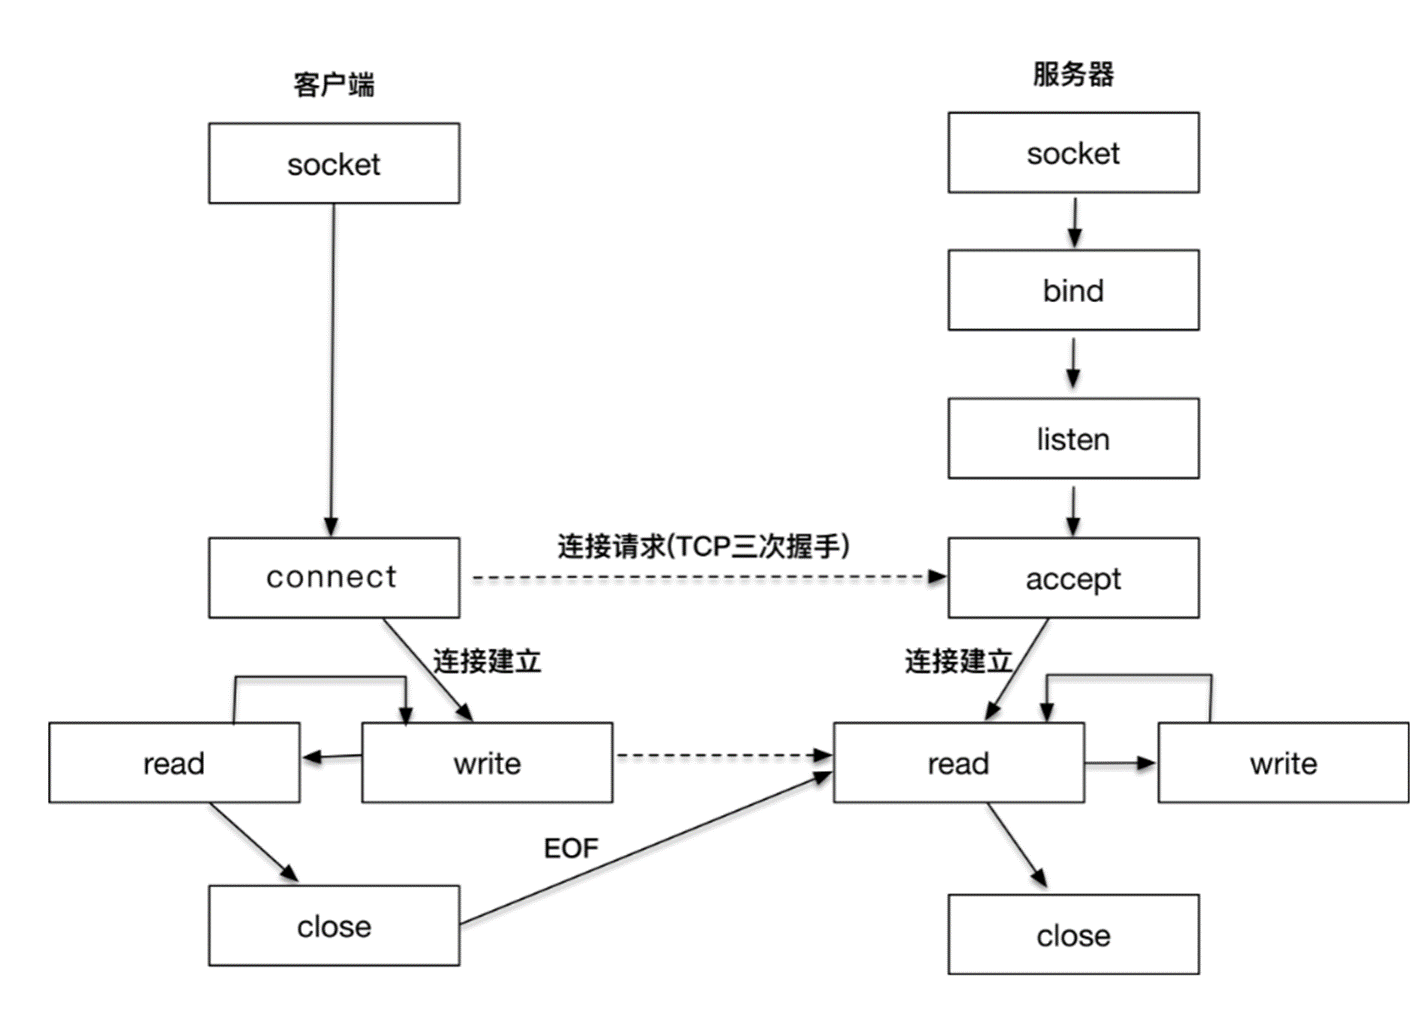 客户端
服务器
socket
socket
bind
listen
连接请求(TCP三次握手)
connect
accept
连接建立
连接建立
read
write
read
write
EOF
close
close